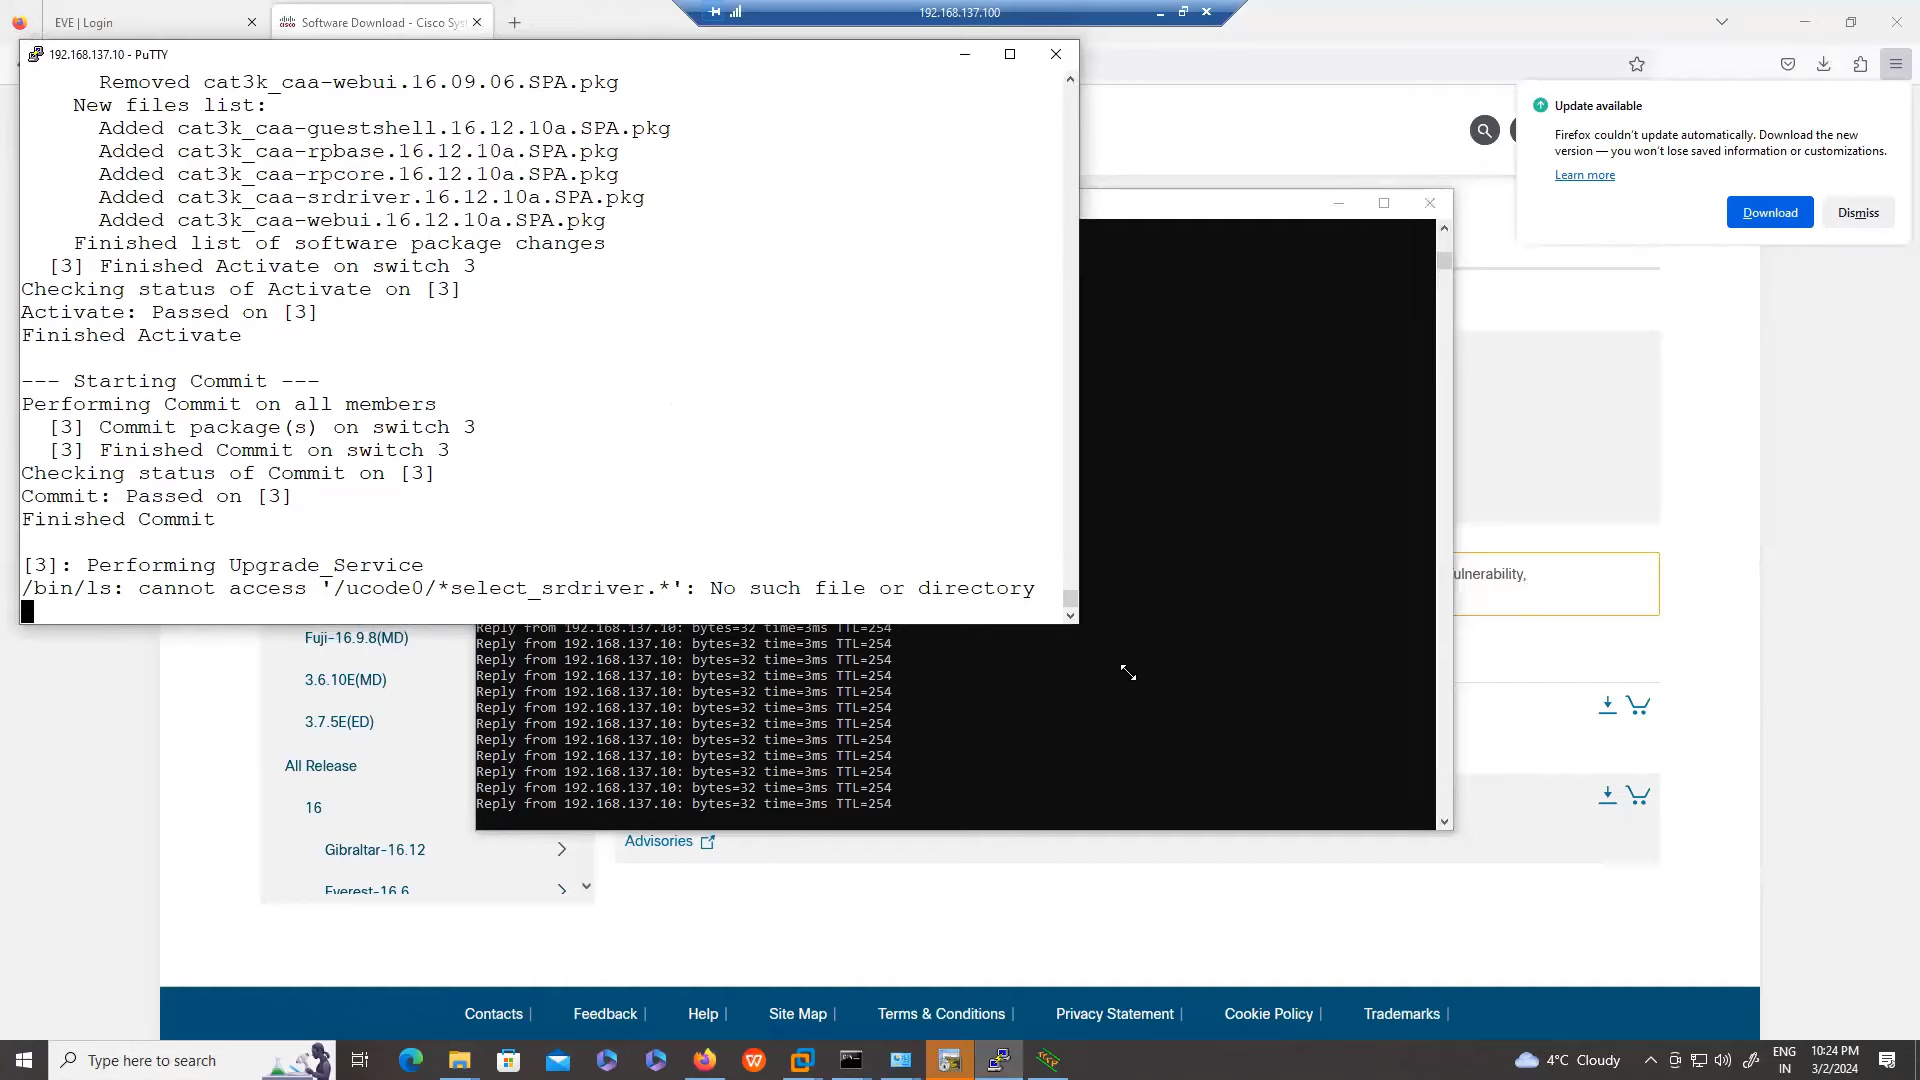 EVE | Login
Software Download - Cisco Sys
192.168.137.100
192.168.137.10 - PuTTY
Removed cat3k_caa-webui.16.09.06.SPA.pkg
New files list:
Added cat3k_caa-guestshell.16.12.10a.SPA.pkg
Added cat3k_caa-rpbase.16.12.10a.SPA.pkg
Added cat3k_caa-rpcore.16.12.10a.SPA.pkg
Added cat3k_caa-srdriver.16.12.10a.SPA.pkg
Added cat3k_caa-webui.16.12.10a.SPA.pkg
Finished list of software package changes
[3] Finished Activate on switch 3
Checking status of Activate on [3]
Activate: Passed on [3]
Finished Activate
--- Starting Commit ---
Performing Commit on all members
[3] Commit package(s) on switch 3
[3] Finished Commit on switch 3
Checking status of Commit on [3]
Commit: Passed on [3]
Finished Commit
[3]: Performing Upgrade_Service
/bin/ls: cannot access '/ucode0/*select_srdriver.*': No such file or directory
Update available
Firefox couldn't update automatically. Download the new
version — you won't lose saved information or customizations.
Learn more
Download
Dismiss
ulnerability,
Reply from 192.168.137.10: bytes=32 time=3ms TTL=254
Reply from 192.168.137.10: bytes=32 time=3ms TTL=254
Reply from 192.168.137.10: bytes=32 time=3ms TTL=254
Reply from 192.168.137.10: bytes=32 time=3ms TTL=254
Reply from 192.168.137.10: bytes=32 time=3ms TTL=254
Reply from 192.168.137.10: bytes=32 time=3ms TTL=254
Reply from 192.168.137.10: bytes=32 time=3ms TTL=254
Reply from 192.168.137.10: bytes=32 time=3ms TTL=254
Reply from 192.168.137.10: bytes=32 time=3ms TTL=254
Reply from 192.168.137.10: bytes=32 time=3ms TTL=254
Reply from 192.168.137.10: bytes=32 time=3ms TTL=254
Reply from 192.168.137.10: bytes=32 time=3ms TTL=254
Fuji-16.9.8(MD)
3.6.10E(MD)
3.7.5E(ED)
All Release
16
Gibraltar-16.12
Everest-16.6
Advisories
Contacts |
Feedback |
Help |
Site Map |
Terms & Conditions |
Privacy Statement |
Cookie Policy |
Trademarks |
Type here to search
4°C Cloudy
ENG
IN
10:24 PM
3/2/2024